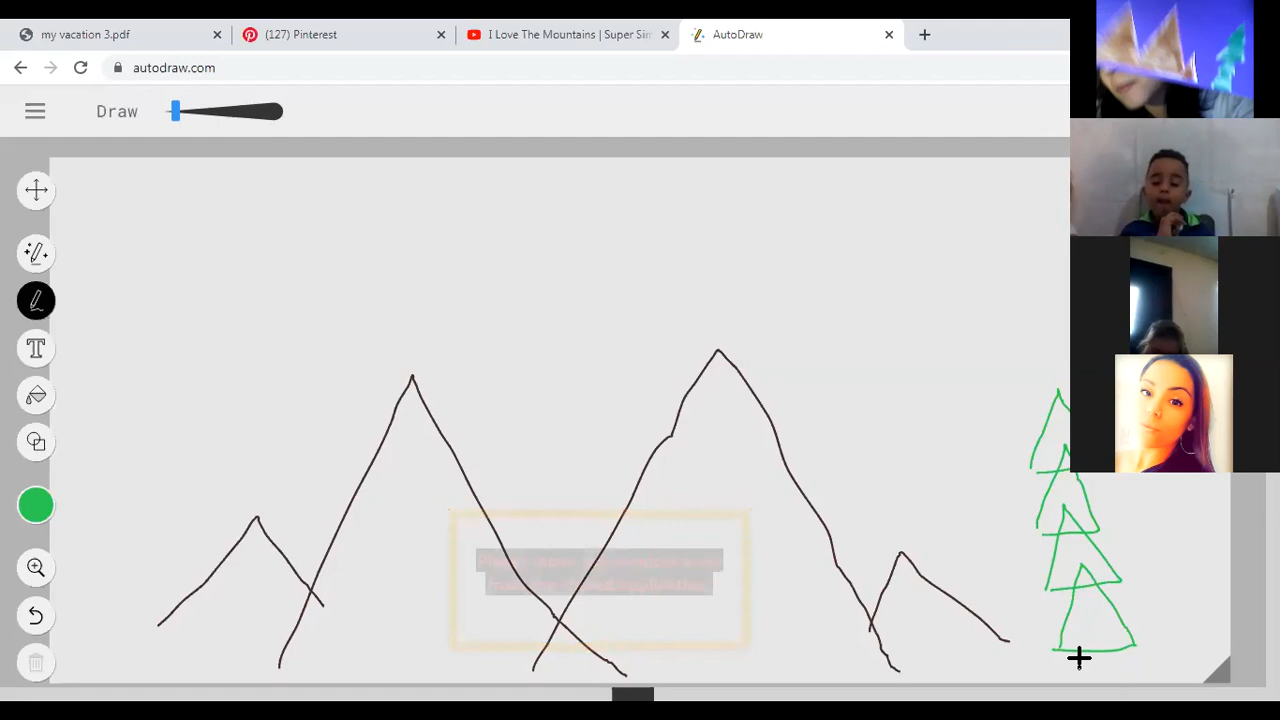 my vacation 3.pdf
(127) Pinterest
I Love The Mountains | Super Sim
AutoDraw
autodraw.com
Draw
T